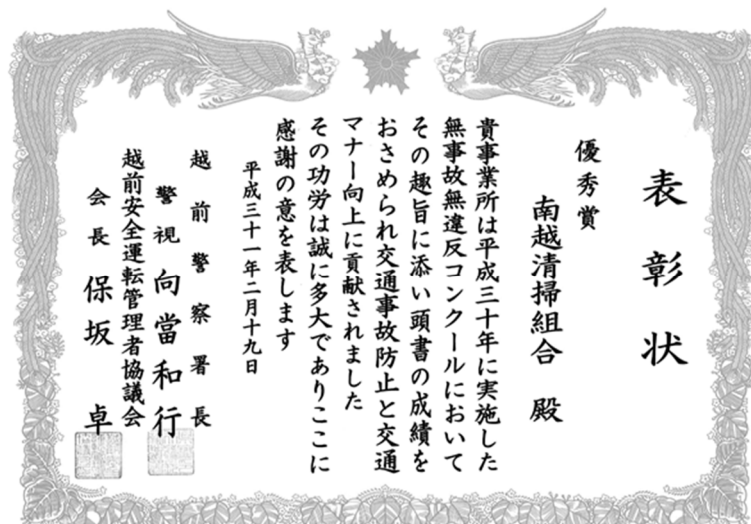 表彰状
優秀賞
南越清掃組合 殿
貴事業所は平成三十年に実施した
無事故無違反コンクールにおいて
その趣旨に添い頭書の成績を
おさめられ交通事故防止と交通
マナー向上に貢献されました
その功労は誠に多大でありここに
感謝の意を表します
平成三十一年二月十九日
越前警察署長
警視 向當和行
越前安全運転管理者協議会
会長 保坂 卓